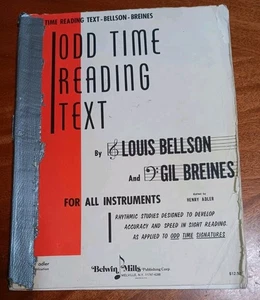 TIME READING TEXT-BELLSON-BREINES
ODD TIME
READING
TEXT
By LOUIS BELLSON
And GIL BREINES
Edited by
HENRY ADLER
FOR ALL INSTRUMENTS
RHYTHMIC STUDIES DESIGNED TO DEVELOP
ACCURACY AND SPEED IN SIGHT READING
AS APPLIED TO ODD TIME SIGNATURES
adler
Belwin Mills
Publishing Corp.